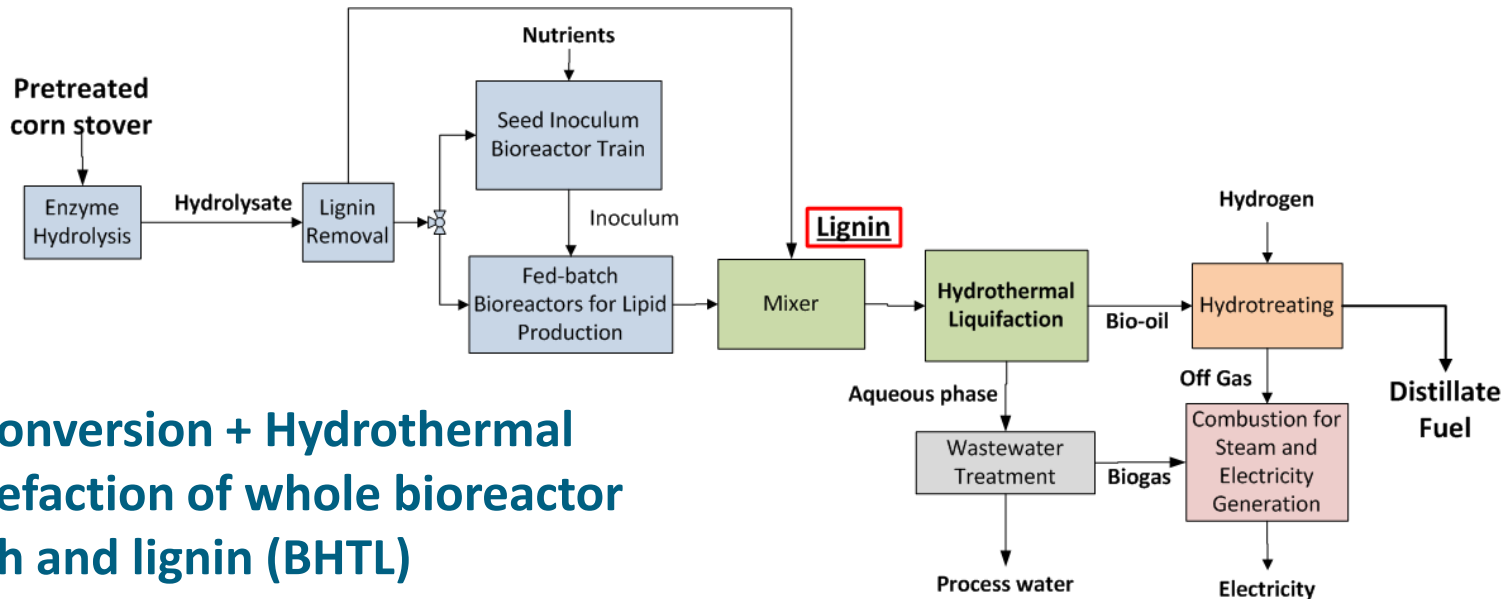 Nutrients
Pretreated
corn stover
Seed Inoculum
Bioreactor Train
Enzyme
Hydrolysis
Hydrolysate
Lignin
Removal
Inoculum
Lignin
Hydrogen
Fed-batch
Bioreactors for Lipid
Production
Mixer
Hydrothermal
Liquifaction
Bio-oil
Hydrotreating
Aqueous phase
Off Gas
Distillate
Fuel
Wastewater
Treatment
Biogas
Combustion for
Steam and
Electricity
Generation
Process water
Electricity
onversion + Hydrothermal
efaction of whole bioreactor
h and lignin (BHTL)